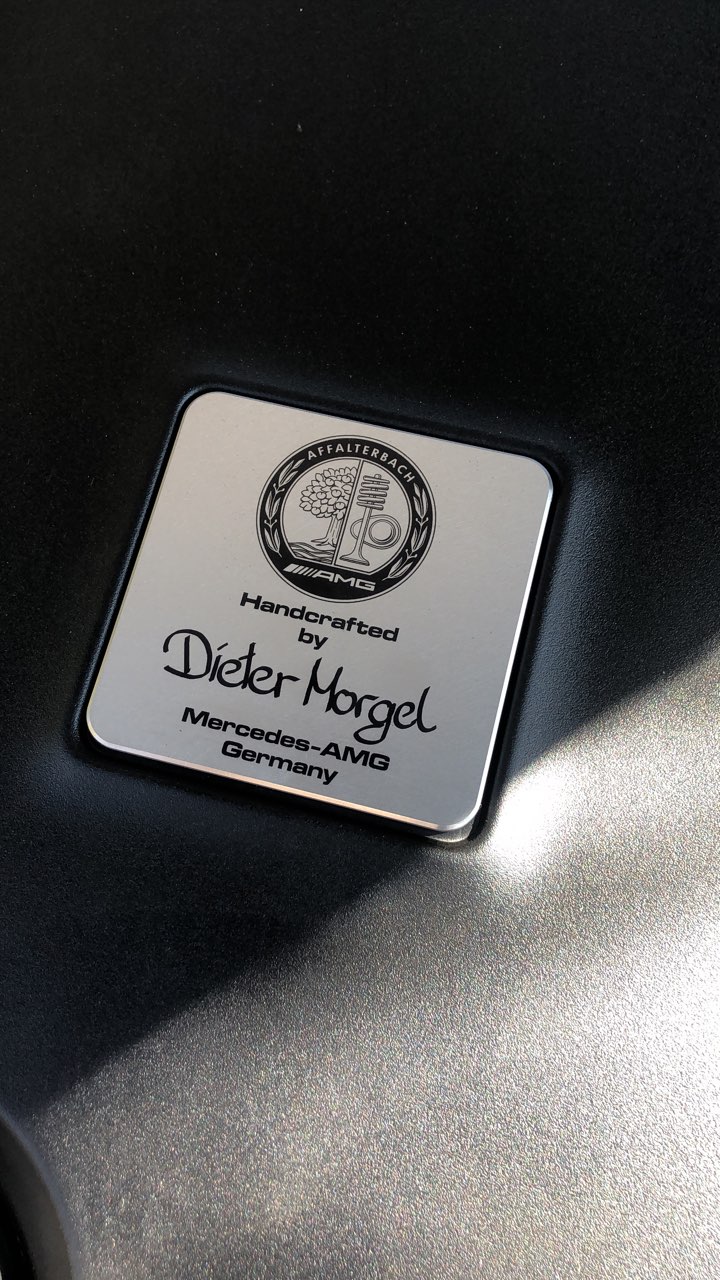 AFFALTERBACH
AMG
Handcrafted
by
Dieter Morgel
Mercedes-AMG
Germany